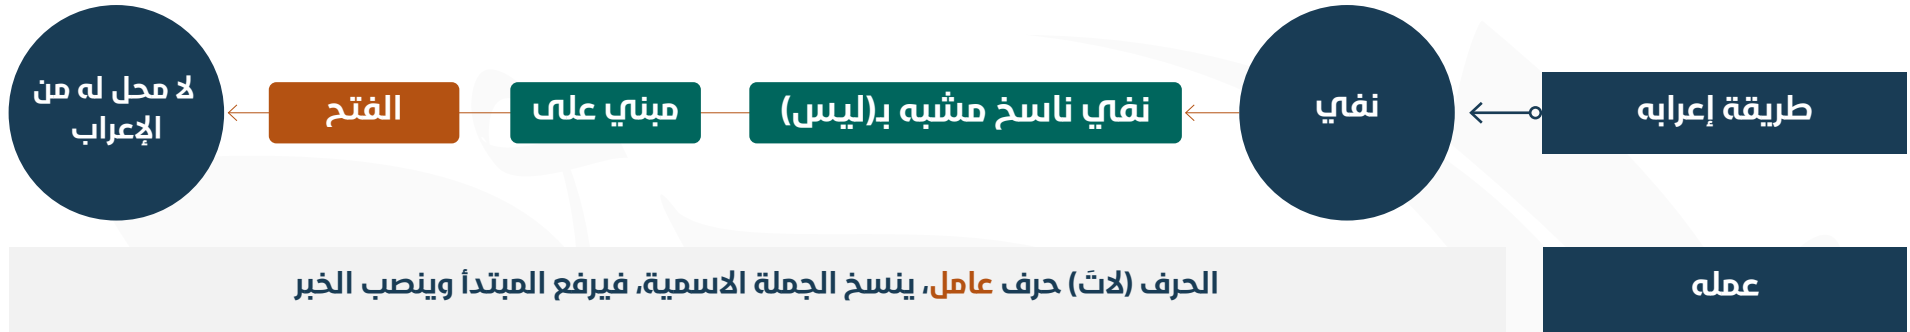 طريقة إعرابه
نفي
نفي ناسخ مشبه بـ(ليس)
مبني على
الفتح
لا محل له من
الإعراب
عمله
الحرف (لاتَ) حرف عامل، ينسخ الجملة الاسمية، فيرفع المبتدأ وينصب الخبر